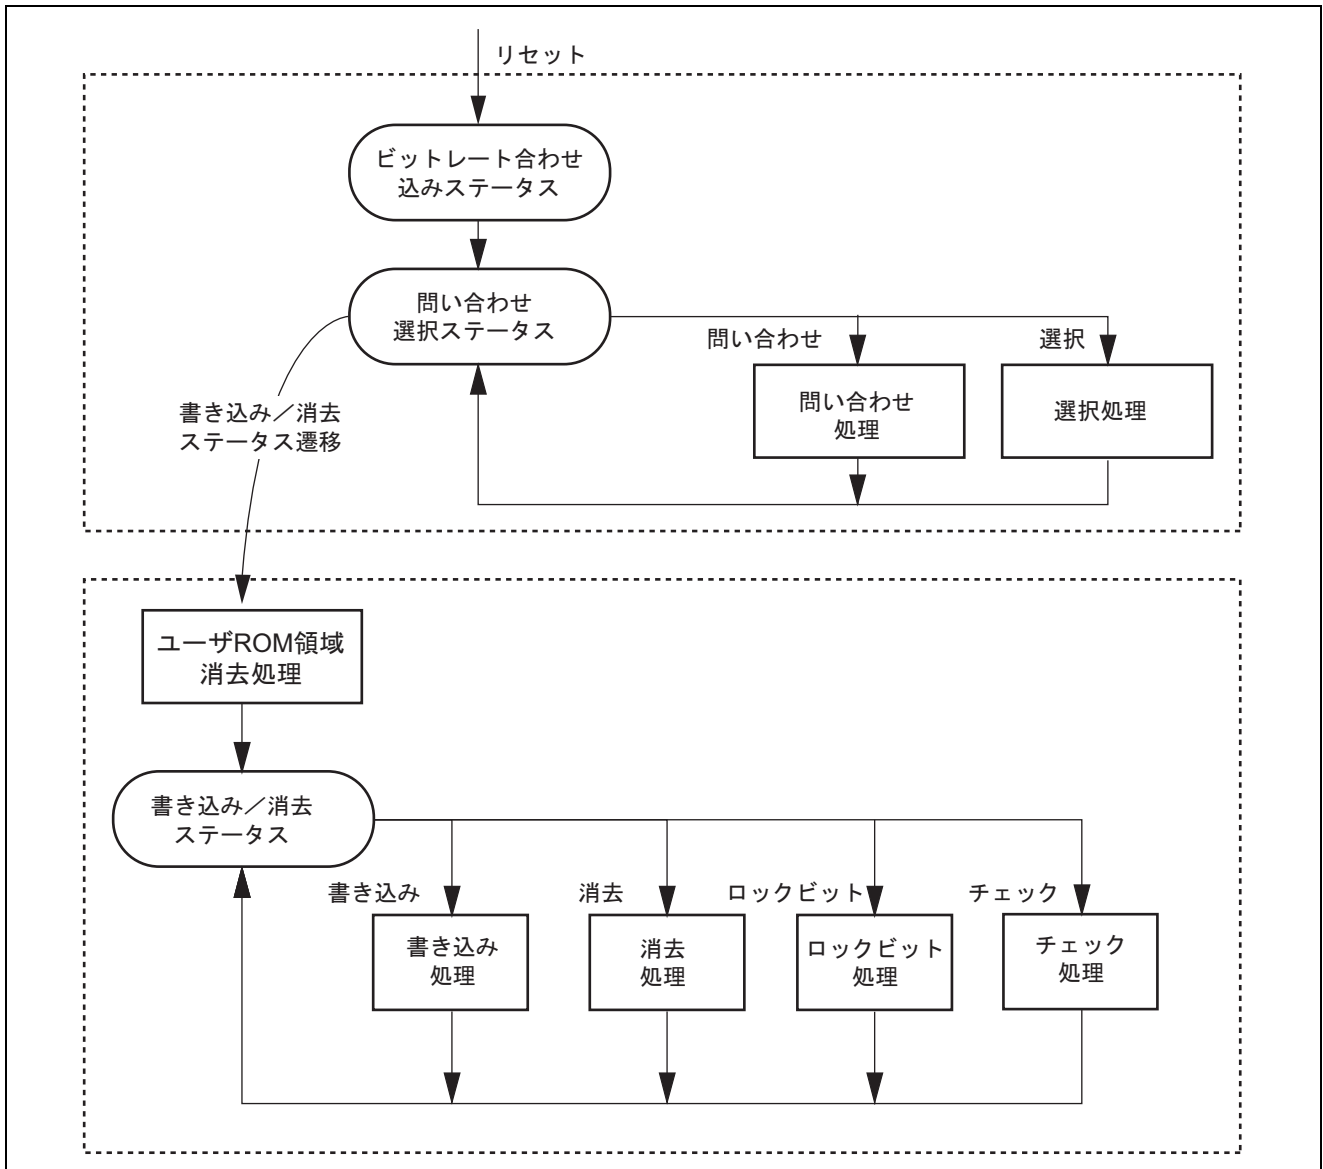 リセット
ビットレート合わせ
込みステータス
問い合わせ
選択ステータス
問い合わせ
選択
問い合わせ
処理
選択処理
書き込み／消去
ステータス遷移
ユーザROM領域
消去処理
書き込み／消去
ステータス
書き込み
消去
ロックビット
チェック
書き込み
処理
消去
処理
ロックビット
処理
チェック
処理